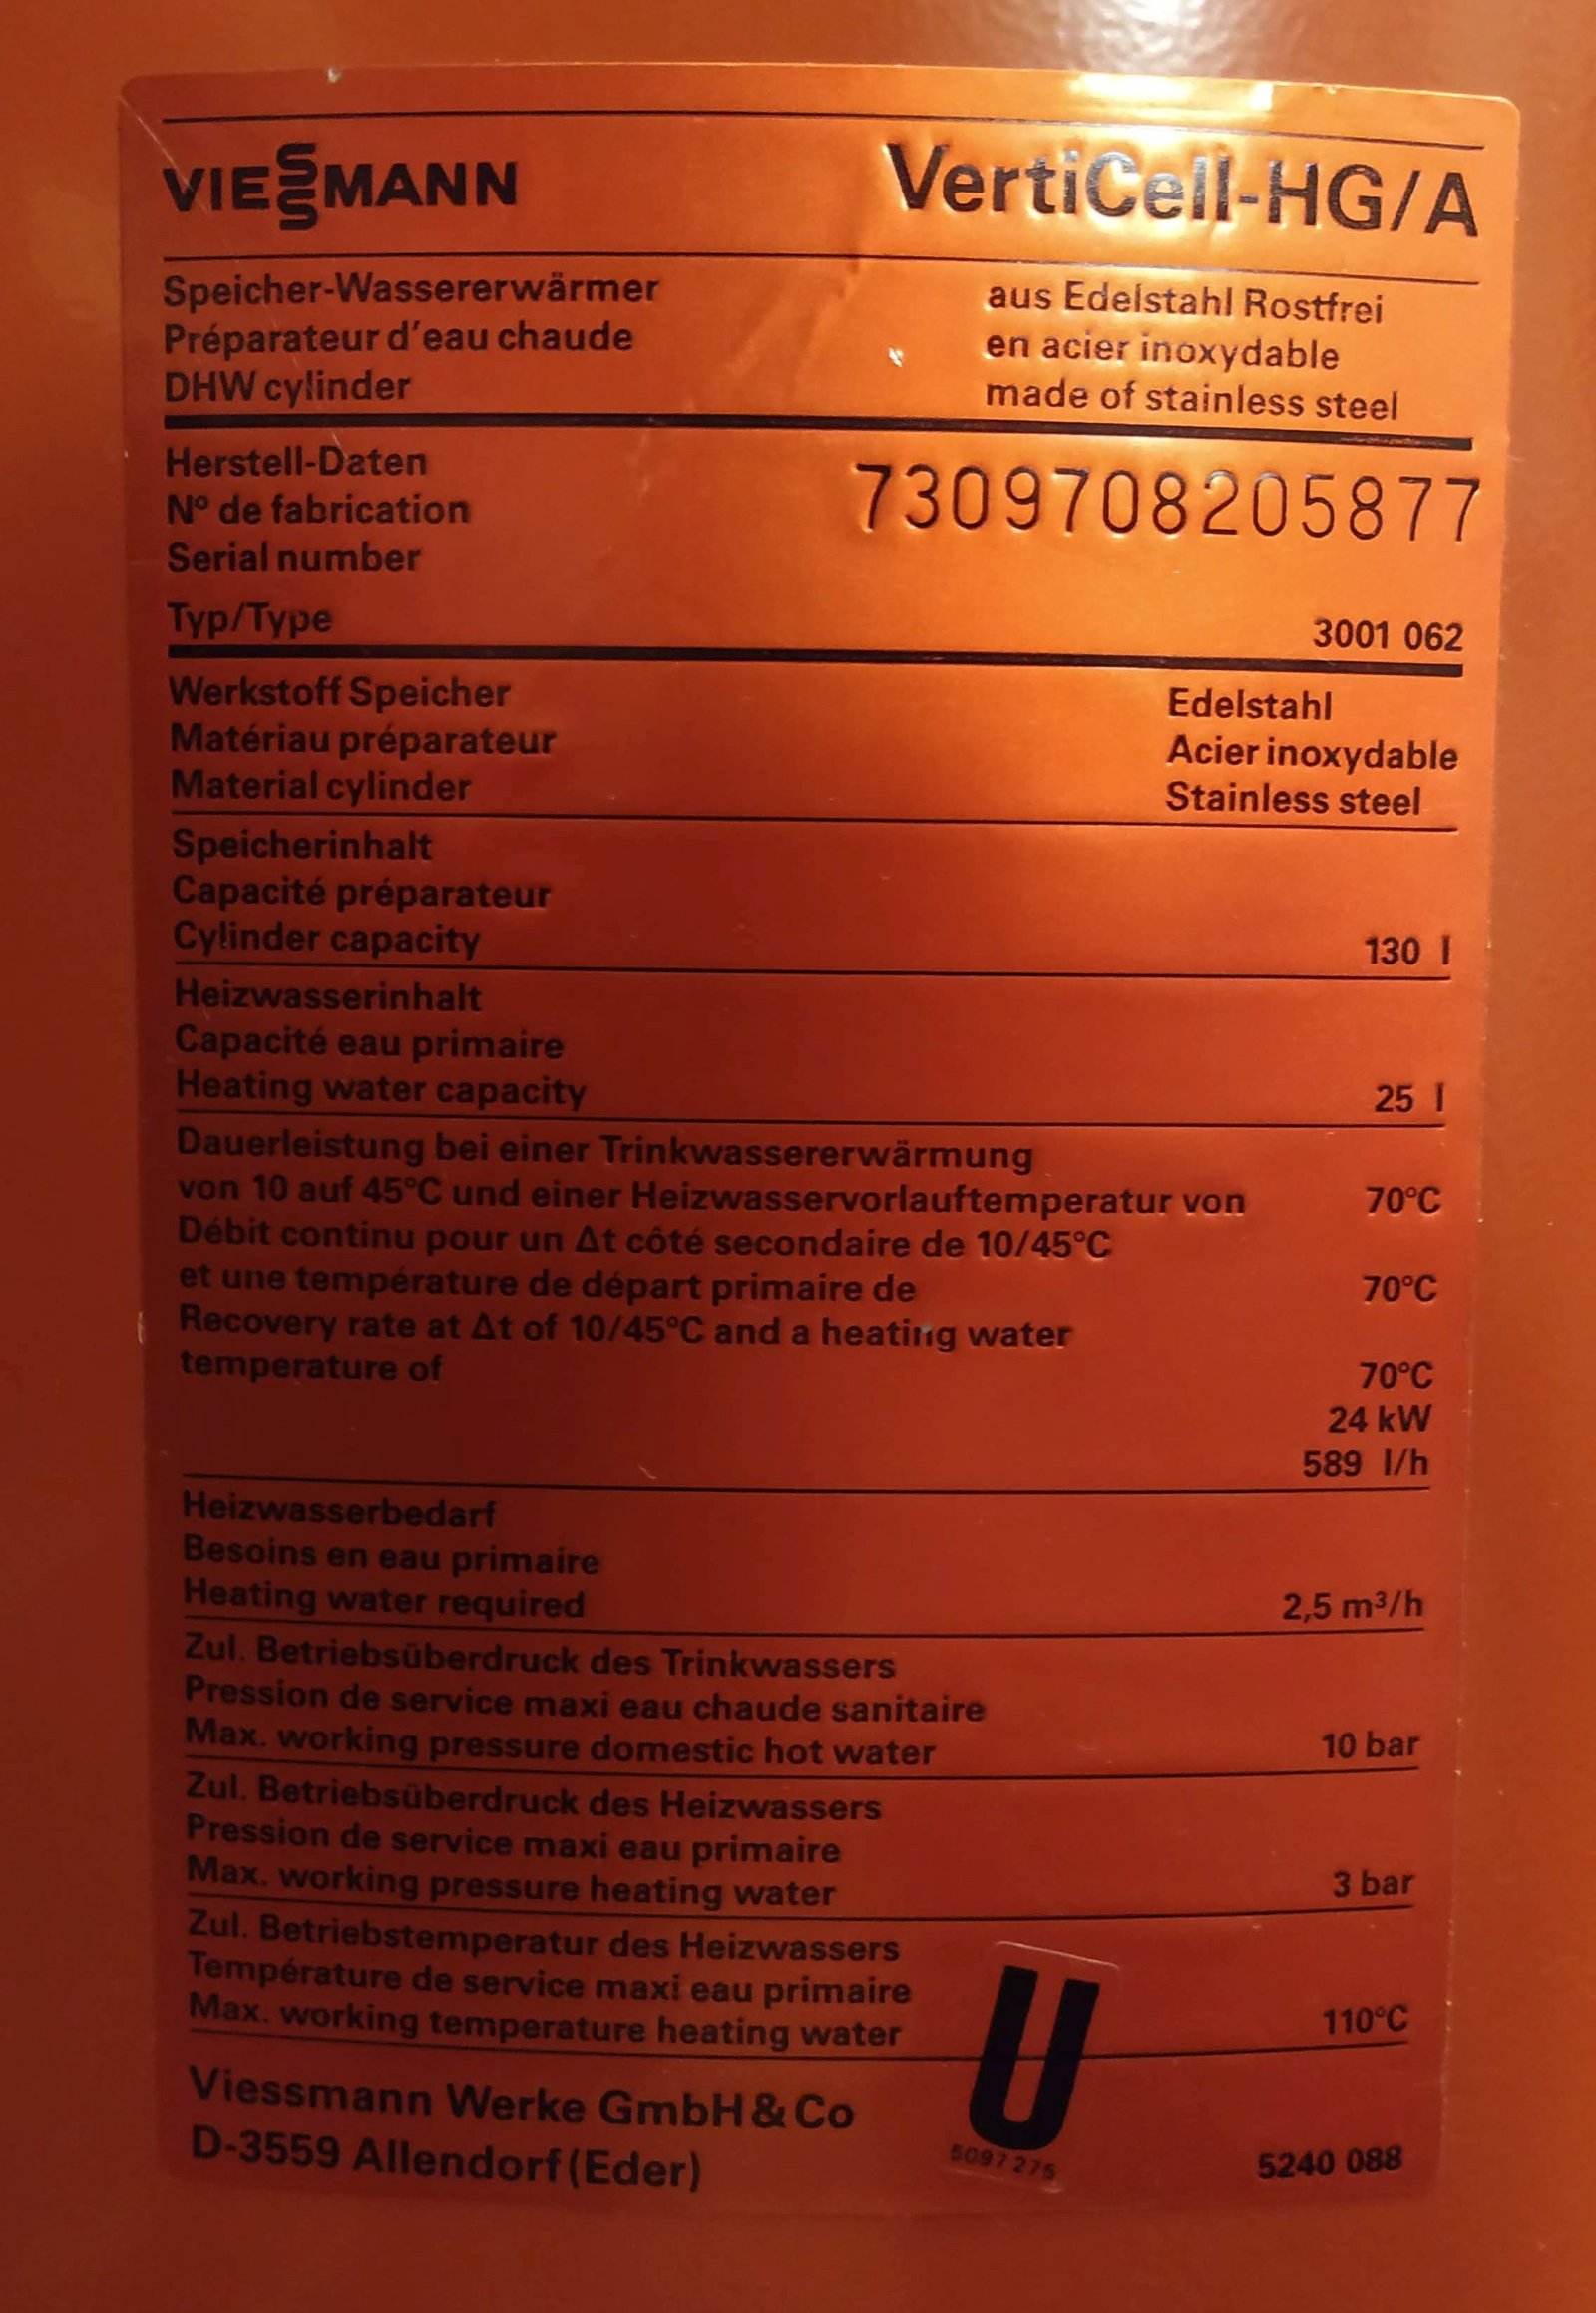 VIESSMANN VertiCell-HG/A
Speicher-Wassererwärmer aus Edelstahl Rostfrei
Préparateur d'eau chaude en acier inoxydable
DHW cylinder made of stainless steel
Herstell-Daten
Nº de fabrication 7309708205877
Serial number
Typ/Type 3001 062
Werkstoff Speicher Edelstahl
Matériau préparateur Acier inoxydable
Material cylinder Stainless steel
Speicherinhalt
Capacité préparateur
Cylinder capacity 130 l
Heizwasserinhalt
Capacité eau primaire
Heating water capacity 25 l
Dauerleistung bei einer Trinkwassererwärmung
von 10 auf 45°C und einer Heizwasservorlauftemperatur von 70°C
Débit continu pour un Δt côté secondaire de 10/45°C
et une température de départ primaire de 70°C
Recovery rate at Δt of 10/45°C and a heating water
temperature of 70°C
24 kW
589 l/h
Heizwasserbedarf
Besoins en eau primaire
Heating water required 2,5 m³/h
Zul. Betriebsüberdruck des Trinkwassers
Pression de service maxi eau chaude sanitaire
Max. working pressure domestic hot water 10 bar
Zul. Betriebsüberdruck des Heizwassers
Pression de service maxi eau primaire
Max. working pressure heating water 3 bar
Zul. Betriebstemperatur des Heizwassers
Température de service maxi eau primaire
Max. working temperature heating water 110°C
U
Viessmann Werke GmbH & Co
D-3559 Allendorf (Eder)
5097 275
5240 088